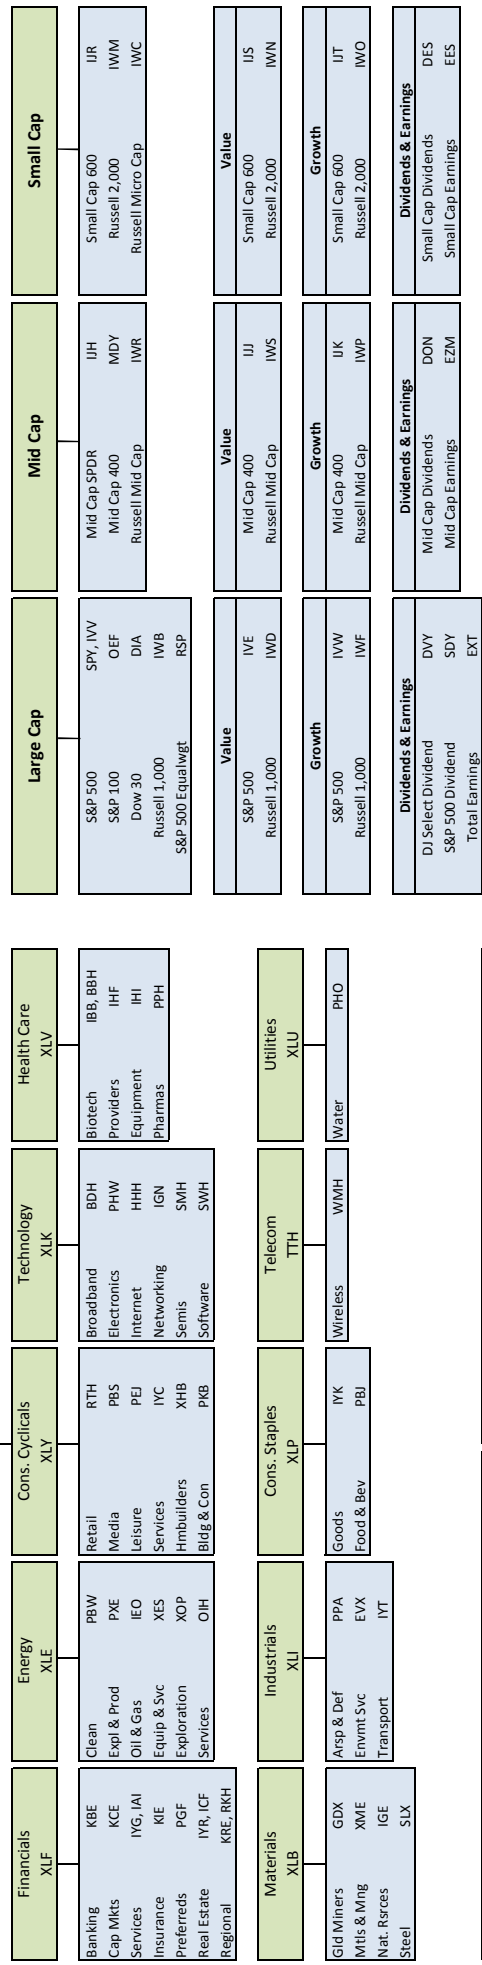 Financials
XLF
Banking KBE
Cap Mkts KCE
Services IYG, IAI
Insurance KIE
Preferreds PGF
Real Estate IYR, ICF
Regional KRE, RKH
Energy
XLE
Clean PBW
Expl & Prod PXE
Oil & Gas IEO
Equip & Svc XES
Exploration XOP
Services OIH
Cons. Cyclicals
XLY
Retail RTH
Media PBS
Leisure PEJ
Services IYC
Hmbuilders XHB
Bldg & Con PKB
Technology
XLK
Broadband BDH
Electronics PHW
Internet HHH
Networking IGN
Semis SMH
Software SWH
Health Care
XLV
Biotech IBB, BBH
Providers IHF
Equipment IHI
Pharmas PPH
Materials
XLB
Gld Miners GDX
Mtls & Mng XME
Nat. Rsrces IGE
Steel SLX
Industrials
XLI
Arsp & Def PPA
Envmt Svc EVX
Transport IYT
Cons. Staples
XLP
Goods IYK
Food & Bev PBJ
Telecom
TTH
Wireless WMH
Utilities
XLU
Water PHO
Large Cap
S&P 500 SPY, IVV
S&P 100 OEF
Dow 30 DIA
Russell 1,000 IWB
S&P 500 Equalwgt RSP
Value
S&P 500 IVE
Russell 1,000 IWD
Growth
S&P 500 IVW
Russell 1,000 IWF
Dividends & Earnings
DJ Select Dividend DVY
S&P 500 Dividend SDY
Total Earnings EXT
Mid Cap
Mid Cap SPDR IJH
Mid Cap 400 MDY
Russell Mid Cap IWR
Value
Mid Cap 400 IJJ
Russell Mid Cap IWS
Growth
Mid Cap 400 IJK
Russell Mid Cap IWP
Dividends & Earnings
Mid Cap Dividends DON
Mid Cap Earnings EZM
Small Cap
Small Cap 600 IJR
Russell 2,000 IWM
Russell Micro Cap IWC
Value
Small Cap 600 IJS
Russell 2,000 IWN
Growth
Small Cap 600 IJT
Russell 2,000 IWO
Dividends & Earnings
Small Cap Dividends DES
Small Cap Earnings EES